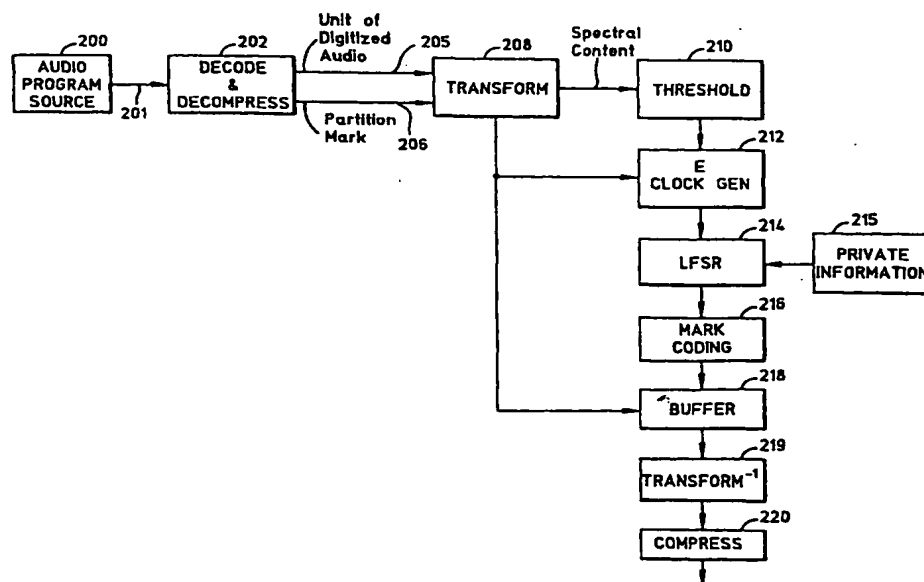 200
AUDIO
PROGRAM
SOURCE
201
202
DECODE
&
DECOMPRESS
Unit of
Digitized
Audio
205
Partition
Mark
206
208
TRANSFORM
Spectral
Content
210
THRESHOLD
212
E
CLOCK GEN
214
LFSR
215
PRIVATE
INFORMATION
216
MARK
CODING
218
BUFFER
219
TRANSFORM-1
220
COMPRESS